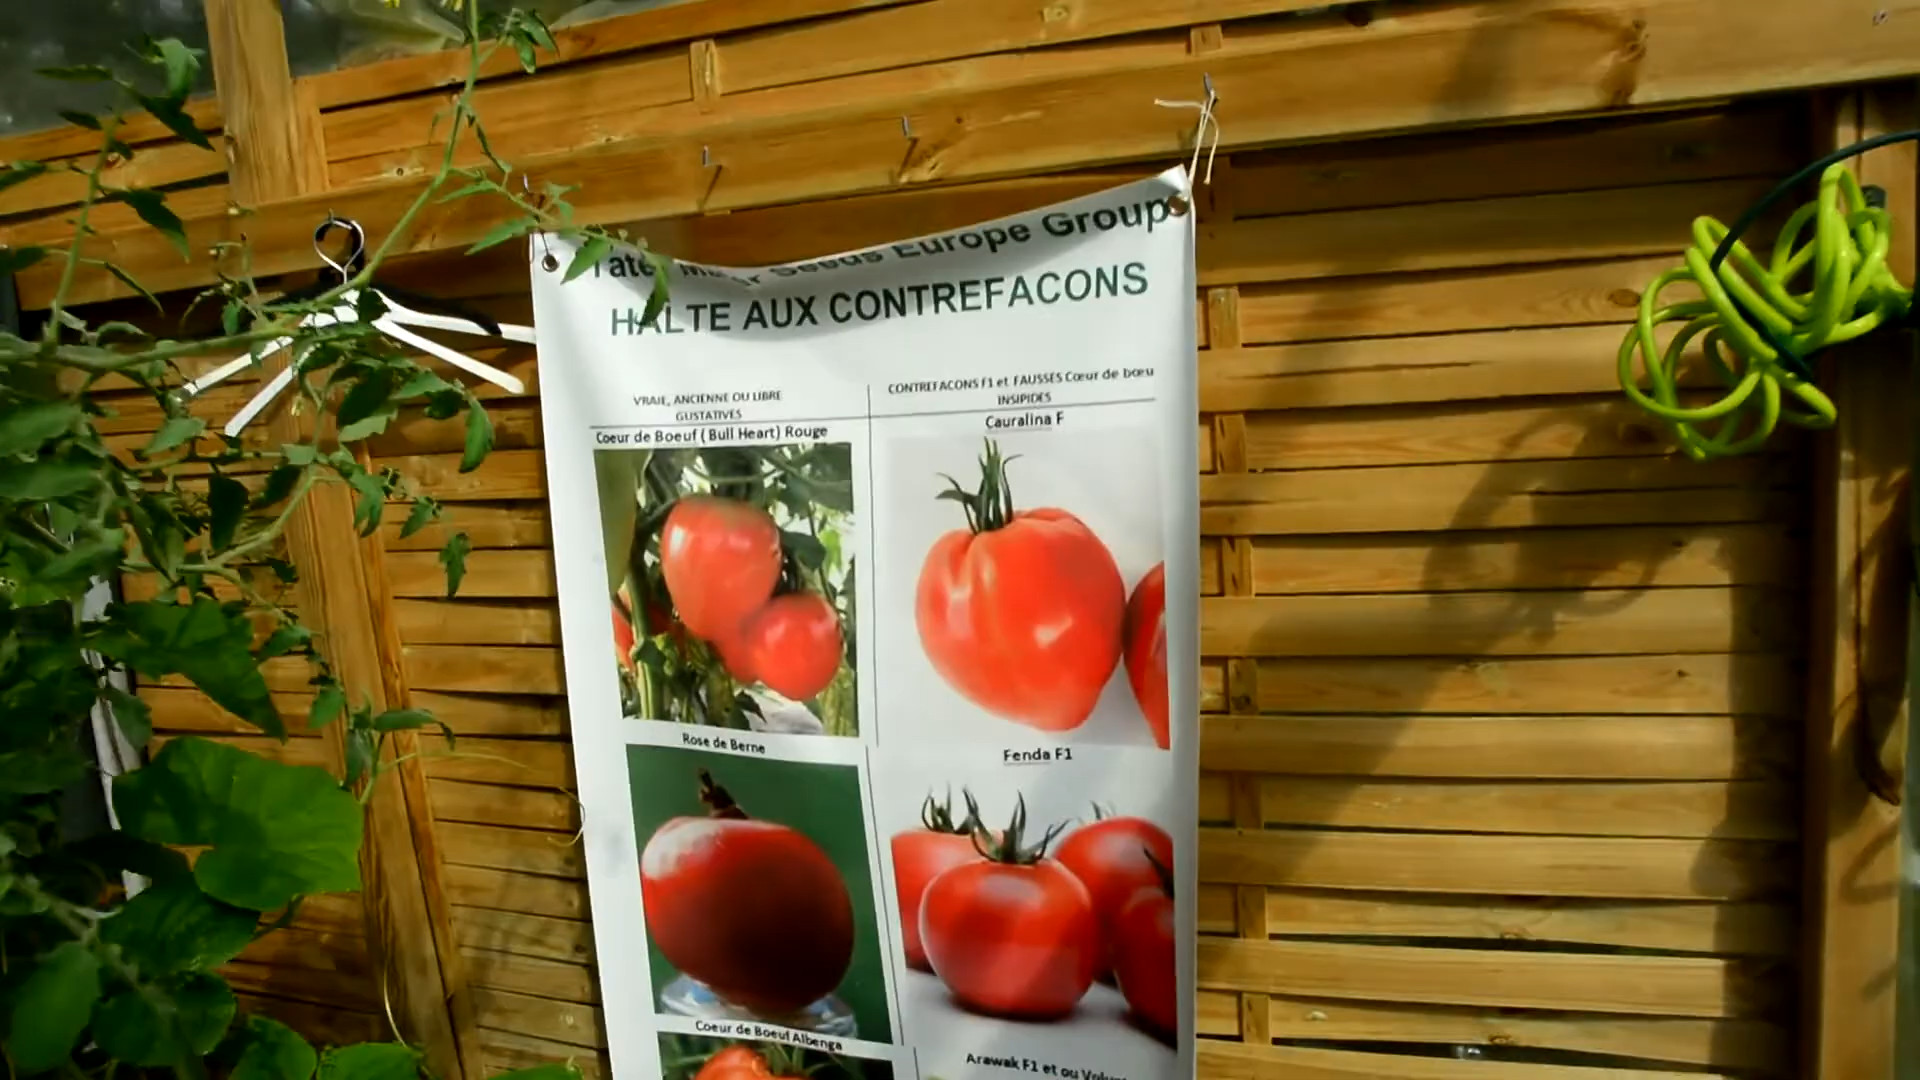 Seeds Europe Group
HALTE AUX CONTREFACONS
VRAIE, ANCIENNE OU LIBRE
GUSTATIVES
CONTREFACONS f1 et FAUSSES Cœur de bœu
INSIPIDES
Coeur de Boeuf ( Bull Heart) Rouge
Cauralina F
Rose de Berne
Fenda F1
Coeur de Boeuf Albenga
Arawak F1 et ou